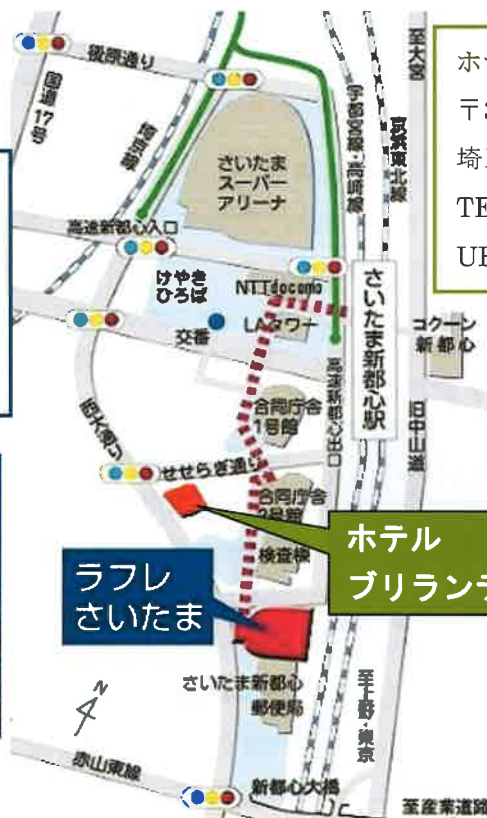 後原通り
国道17号
埼京線
宇都宮線・高崎線
京浜東北線
至大宮
ホ
〒3
埼
TE
UR
さいたま
スーパー
アリーナ
高速新都心入口
けやき
ひろば
NTTdocomo
交番
LAタワー
さいたま新都心駅
コクーン
新都心
高速新都心出口
旧中山道
西大通り
合同庁舎
1号館
せせらぎ通り
合同庁舎
2号館
検査棟
ホテル
ブリランテ
ラフレ
さいたま
さいたま新都心
郵便局
至上野・東京
N
赤山東線
新都心大橋
至産業道路